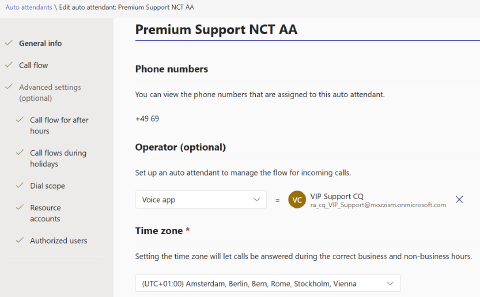 Auto attendants \ Edit auto attendant: Premium Support NCT AA
General info
Call flow
Advanced settings
(optional)
Call flow for after
hours
Call flows during
holidays
Dial scope
Resource
accounts
Authorized users
Premium Support NCT AA
Phone numbers
You can view the phone numbers that are assigned to this auto attendant.
+49 69
Operator (optional)
Set up an auto attendant to manage the flow for incoming calls.
Voice app
=
VC
VIP Support CQ
Time zone *
Setting the time zone will let calls be answered during the correct business and non-business hours.
(UTC+01:00) Amsterdam, Berlin, Bern, Rome, Stockholm, Vienna